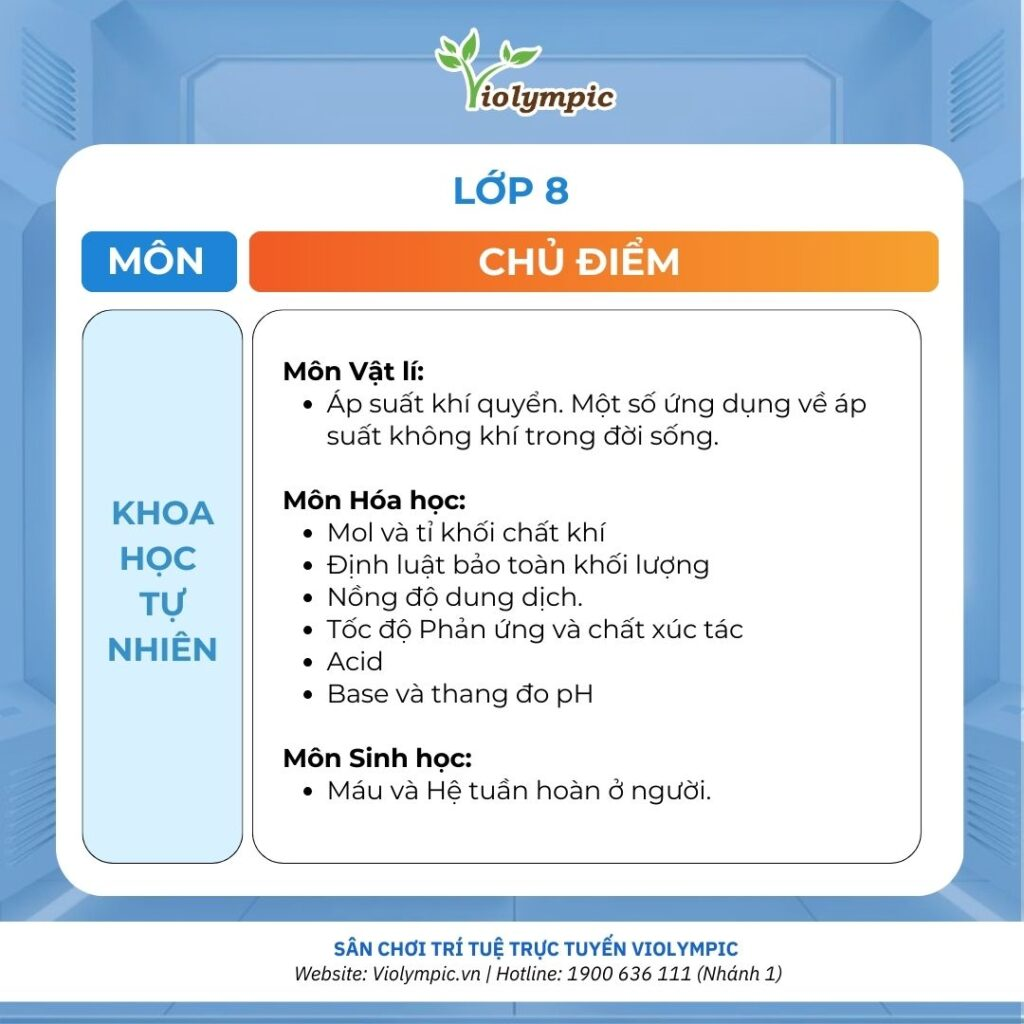 Violympic
LỚP 8
MÔN
CHỦ ĐIỂM
KHOA
HỌC
TỰ
NHIÊN
Môn Vật lí:
• Áp suất khí quyển. Một số ứng dụng về áp
suất không khí trong đời sống.
Môn Hóa học:
• Mol và tỉ khối chất khí
• Định luật bảo toàn khối lượng
• Nồng độ dung dịch.
• Tốc độ Phản ứng và chất xúc tác
• Acid
• Base và thang đo pH
Môn Sinh học:
• Máu và Hệ tuần hoàn ở người.
SÂN CHƠI TRÍ TUỆ TRỰC TUYẾN VIOLYMPIC
Website: Violympic.vn | Hotline: 1900 636 111 (Nhánh 1)